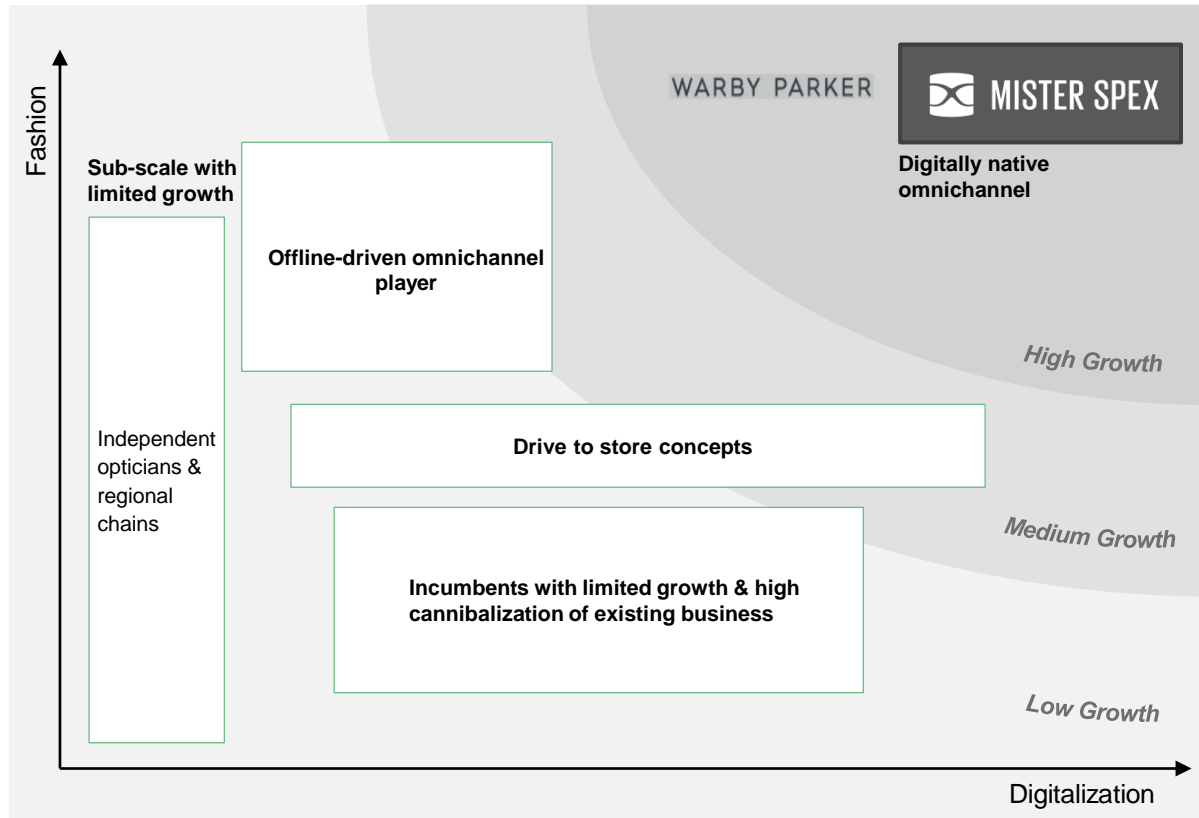 WARBY PARKER
MISTER SPEX
Fashion
Sub-scale with
limited growth
Digitally native
omnichannel
Offline-driven omnichannel
player
High Growth
Independent
opticians &
regional
chains
Drive to store concepts
Medium Growth
Incumbents with limited growth & high
cannibalization of existing business
Low Growth
Digitalization